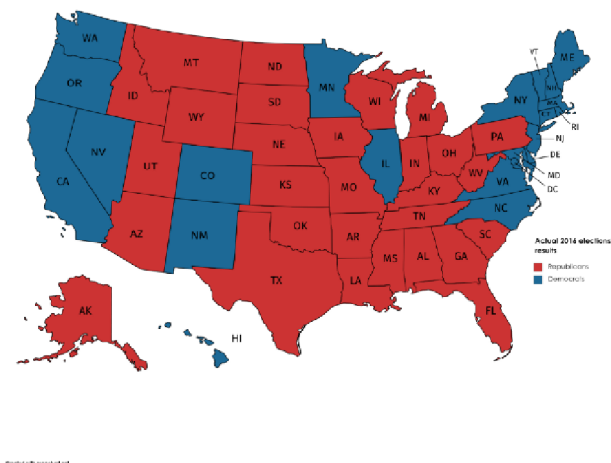 WA
OR
CA
NV
ID
MT
WY
UT
AZ
CO
NM
ND
SD
NE
KS
OK
TX
MN
IA
MO
AR
LA
WI
IL
MI
IN
OH
KY
TN
MS
AL
GA
FL
SC
NC
VA
WV
PA
NY
VT
ME
NH
MA
CT
RI
NJ
DE
MD
DC
AK
HI
Actual 2016 elections
results
Republicans
Democrats